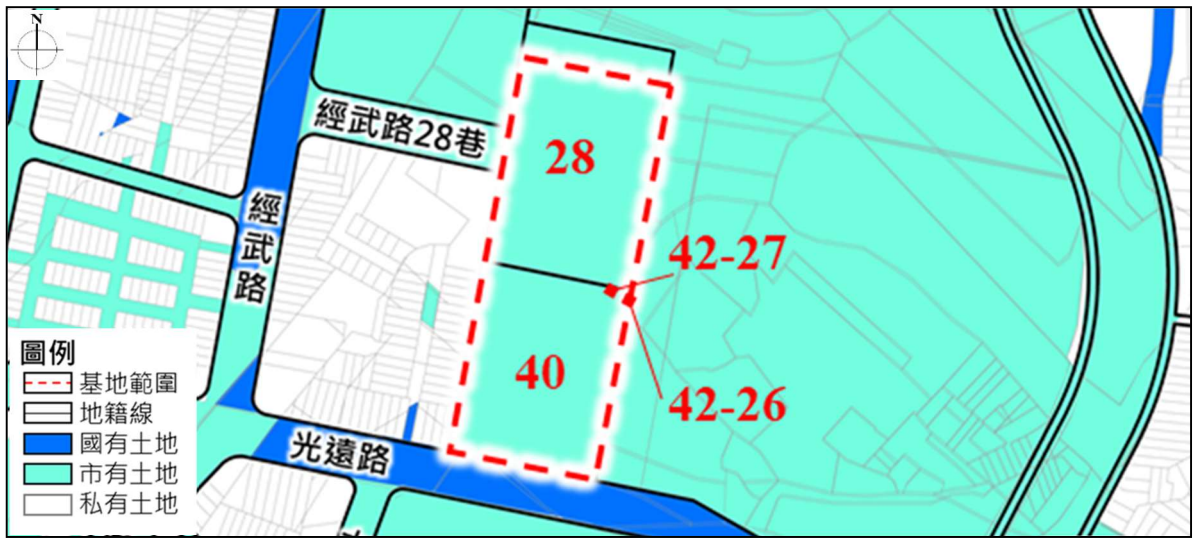 N
經武路28巷
28
經武路
42-27
40
42-26
光遠路
圖例
基地範圍
地籍線
國有土地
市有土地
私有土地